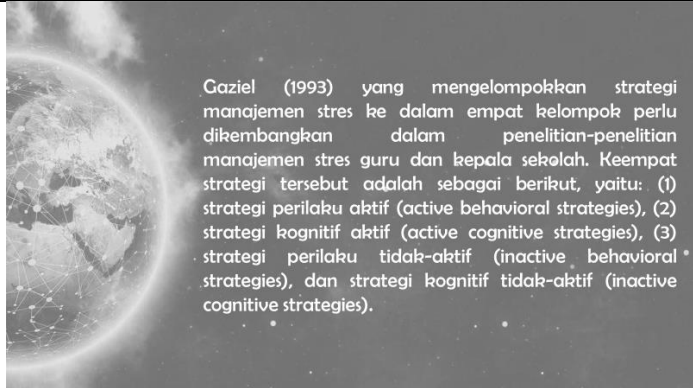 Gaziel (1993) yang mengelompokkan strategi
manajemen stres ke dalam empat kelompok perlu
dikembangkan dalam penelitian-penelitian
manajemen stres guru dan kepala sekolah. Keempat
strategi tersebut adalah sebagai berikut, yaitu: (1)
strategi perilaku aktif (active behavioral strategies), (2)
strategi kognitif aktif (active cognitive strategies), (3)
strategi perilaku tidak-aktif (inactive behavioral
strategies), dan strategi kognitif tidak-aktif (inactive
cognitive strategies).